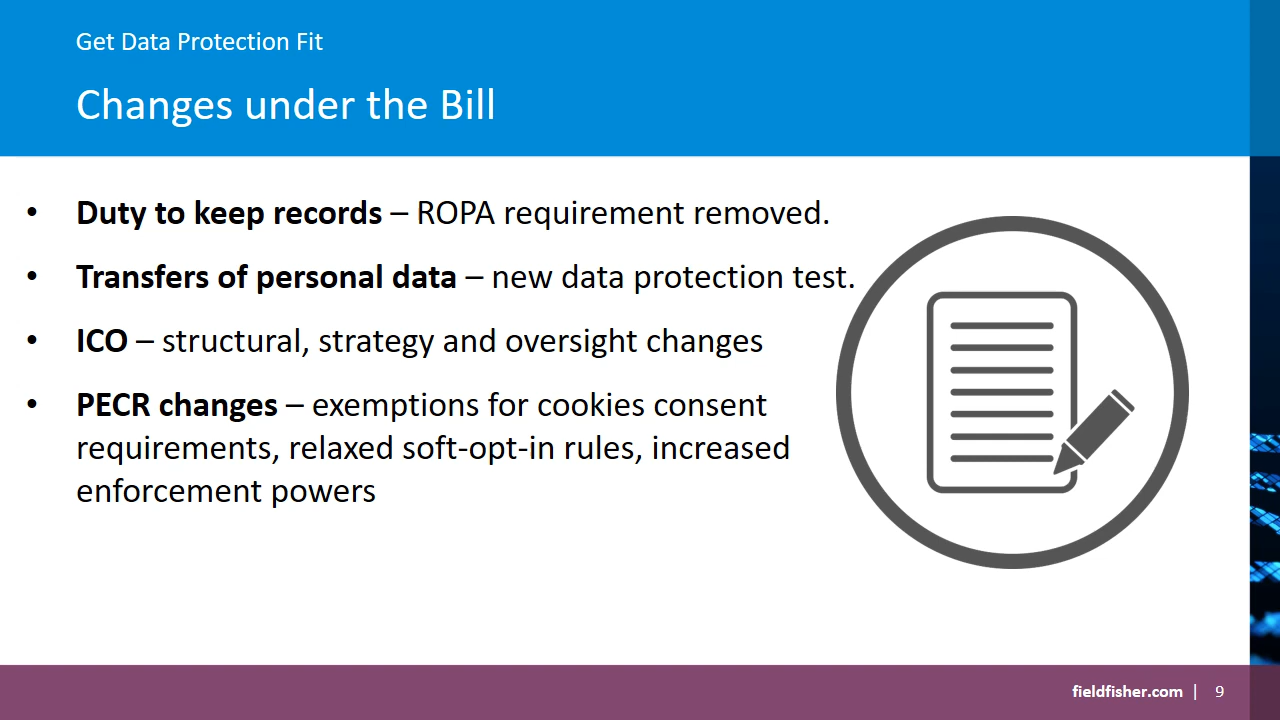 Get Data Protection Fit
Changes under the Bill
• Duty to keep records – ROPA requirement removed.
• Transfers of personal data – new data protection test.
• ICO – structural, strategy and oversight changes
• PECR changes – exemptions for cookies consent
requirements, relaxed soft-opt-in rules, increased
enforcement powers
fieldfisher.com | 9